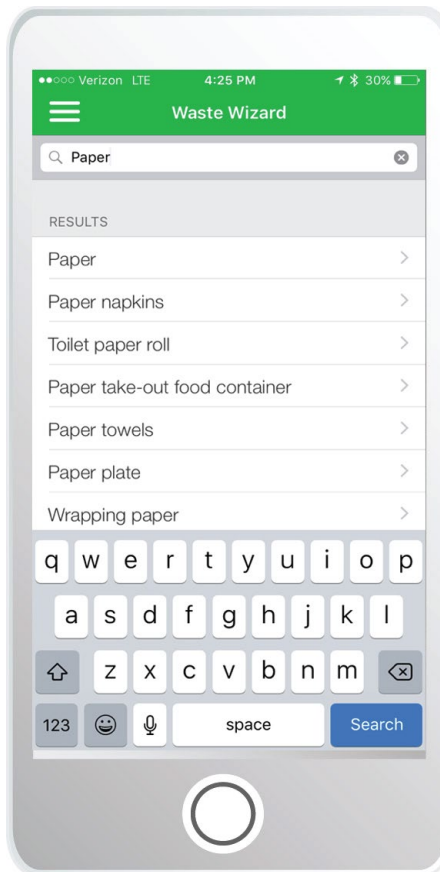 Verizon LTE 4:25 PM 30%
Waste Wizard
Paper
RESULTS
Paper
Paper napkins
Toilet paper roll
Paper take-out food container
Paper towels
Paper plate
Wrapping paper
q w e r t y u i o p
a s d f g h j k l
z x c v b n m
123 space Search